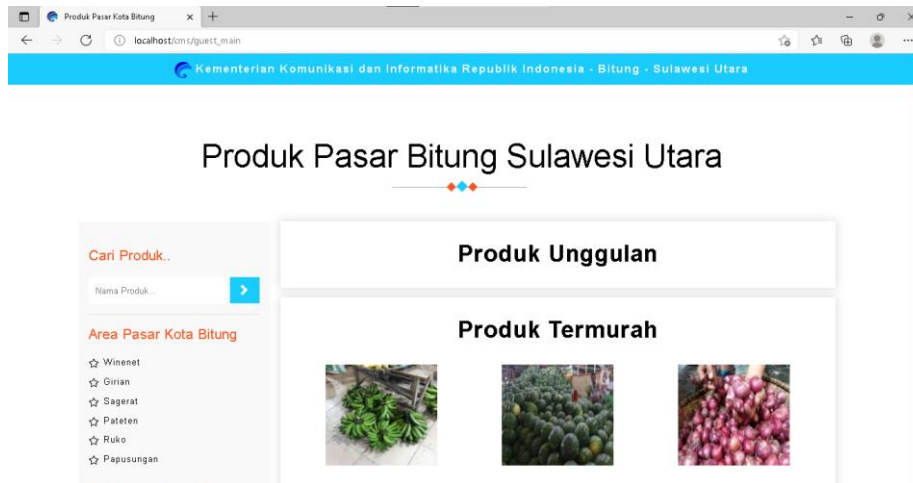 Produk Pasar Kota Bitung
localhost/cms/guest_main
Kementerian Komunikasi dan Informatika Republik Indonesia - Bitung - Sulawesi Utara
Produk Pasar Bitung Sulawesi Utara
Cari Produk..
Nama Produk...
Area Pasar Kota Bitung
Winenet
Girian
Sagerat
Pateten
Ruko
Papusungan
Produk Unggulan
Produk Termurah